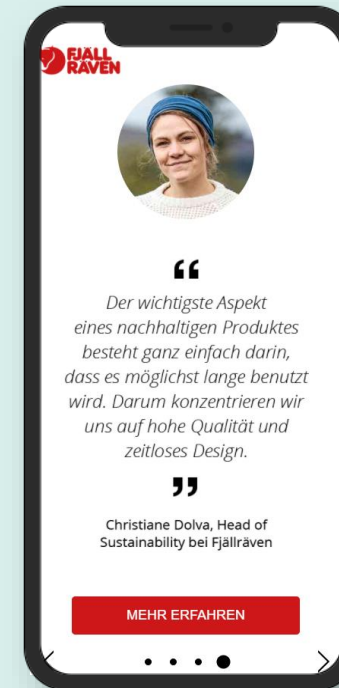 FJÄLL
RÄVEN
“
Der wichtigste Aspekt
eines nachhaltigen Produktes
besteht ganz einfach darin,
dass es möglichst lange benutzt
wird. Darum konzentrieren wir
uns auf hohe Qualität und
zeitloses Design.
”
Christiane Dolva, Head of
Sustainability bei Fjällräven
MEHR ERFAHREN